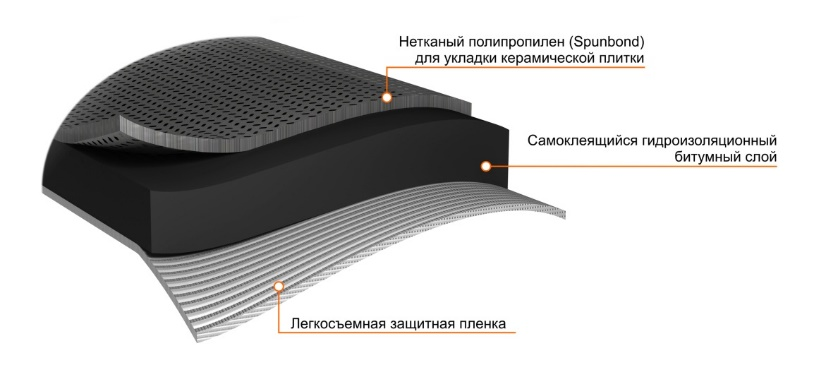 Нетканый полипропилен (Spunbond)
для укладки керамической плитки
Самоклеящийся гидроизоляционный
битумный слой
Легкосъемная защитная пленка